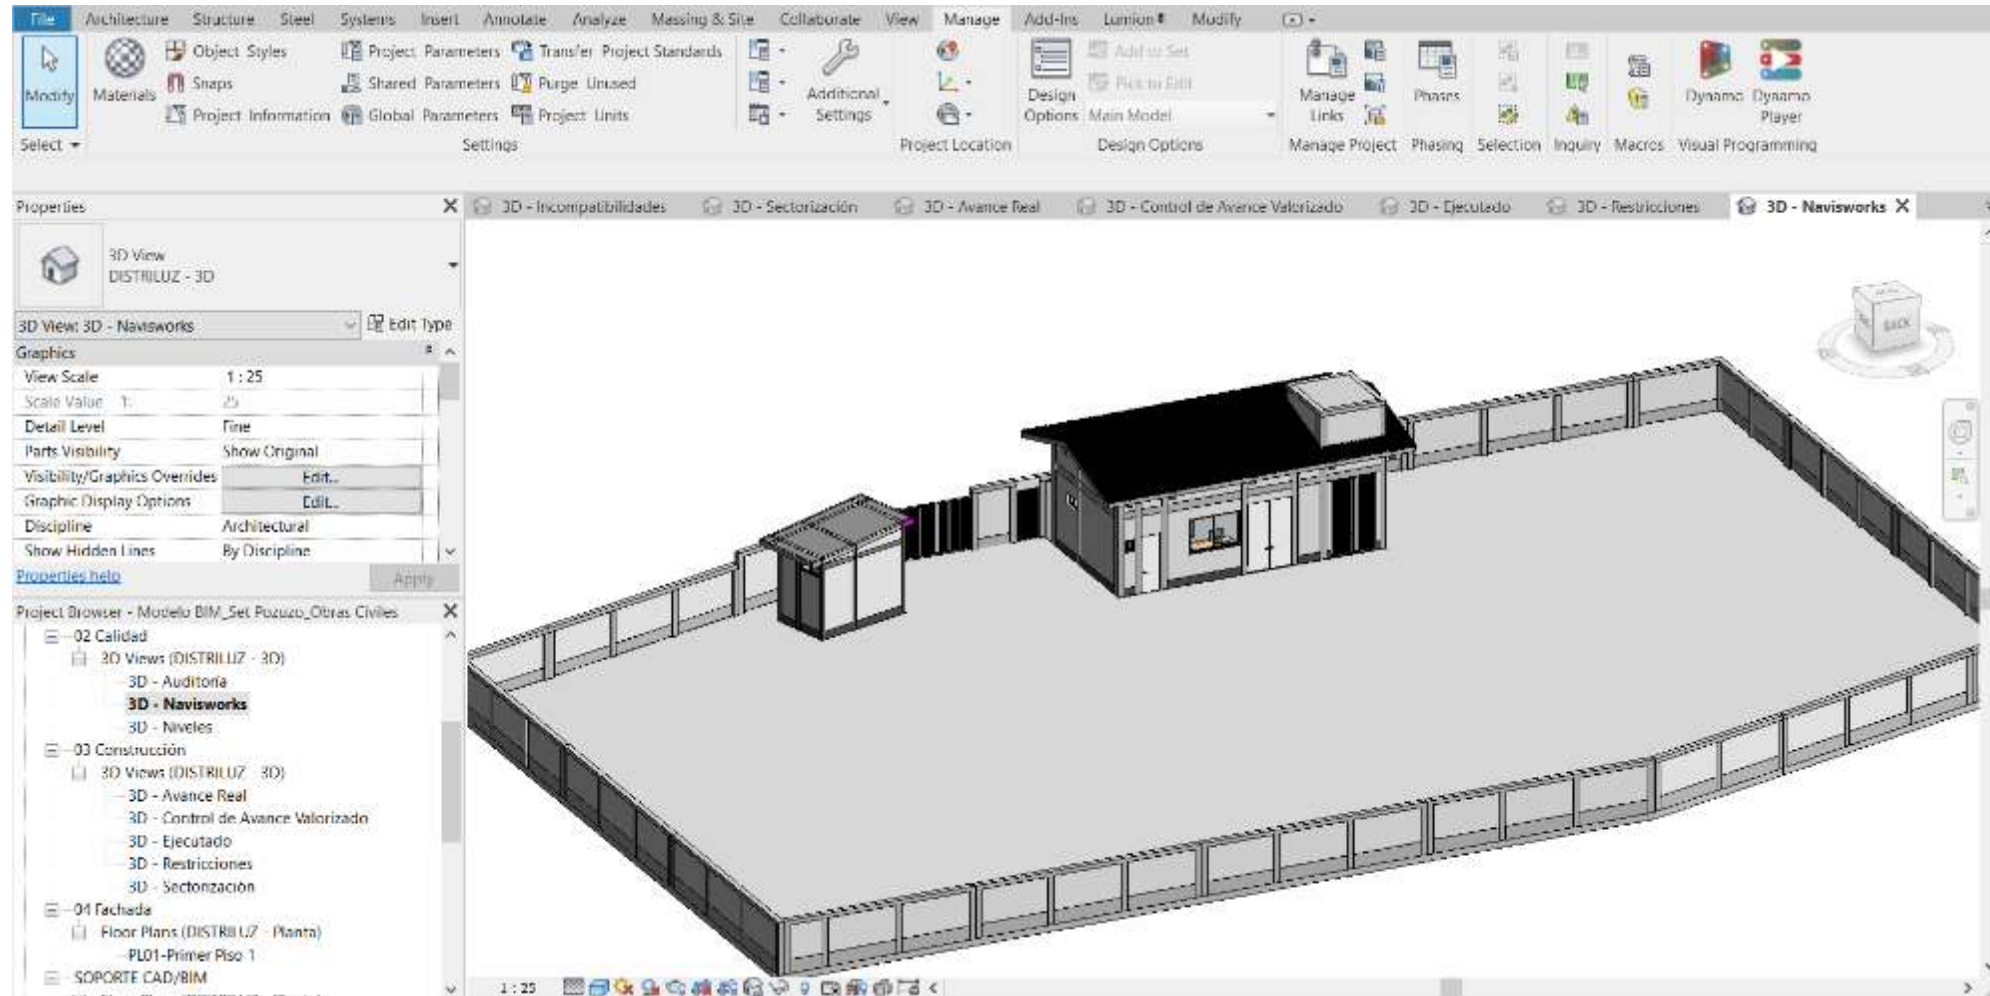 File Architecture Structure Steel Systems Insert Annotate Analyze Massing & Site Collaborate View Manage Add-Ins Lumion® Modify
Modify
Materials
Object Styles
Snaps
Project Information
Project Parameters
Shared Parameters
Global Parameters
Transfer Project Standards
Purge Unused
Project Units
Additional Settings
Design Options
Add to Set
Pick to Edit
Main Model
Manage Links
Phases
Dynamo
Dynamo Player
Select Settings Project Location Design Options Manage Project Phasing Selection Inquiry Macros Visual Programming
Properties
3D View
DISTRILUZ - 3D
3D View: 3D - Navisworks Edit Type
Graphics
View Scale 1 : 25
Scale Value 1: 25
Detail Level Fine
Parts Visibility Show Original
Visibility/Graphics Overrides Edit...
Graphic Display Options Edit...
Discipline Architectural
Show Hidden Lines By Discipline
Properties help Apply
Project Browser - Modelo BIM_Set Pozuzo_Obras Civiles
02 Calidad
3D Views (DISTRILUZ - 3D)
3D - Auditoría
3D - Navisworks
3D - Niveles
03 Construcción
3D Views (DISTRILUZ - 3D)
3D - Avance Real
3D - Control de Avance Valorizado
3D - Ejecutado
3D - Restricciones
3D - Sectorización
04 Fachada
Floor Plans (DISTRILUZ - Planta)
PL01-Primer Piso 1
SOPORTE CAD/BIM
3D - Incompatibilidades 3D - Sectorización 3D - Avance Real 3D - Control de Avance Valorizado 3D - Ejecutado 3D - Restricciones 3D - Navisworks
BACK
1 : 25